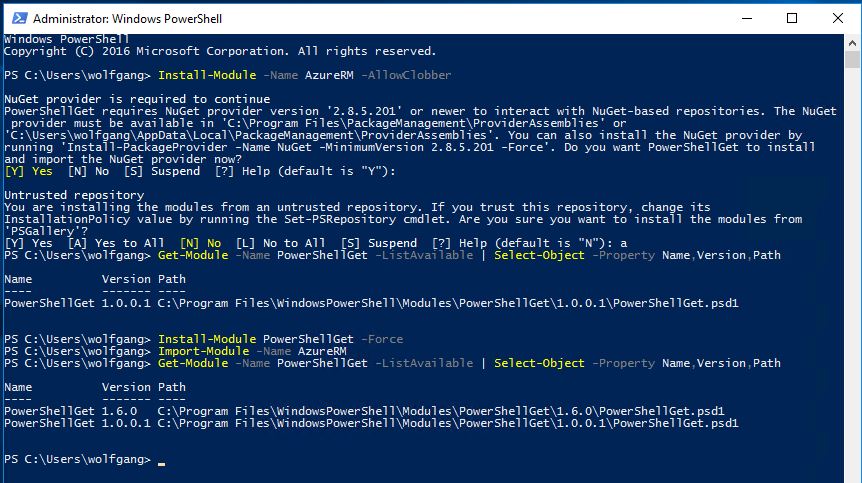 Administrator: Windows PowerShell
Windows PowerShell
Copyright (C) 2016 Microsoft Corporation. All rights reserved.
PS C:\Users\wolfgang> Install-Module -Name AzureRM -AllowClobber
NuGet provider is required to continue
PowerShellGet requires NuGet provider version '2.8.5.201' or newer to interact with NuGet-based repositories. The NuGet
 provider must be available in 'C:\Program Files\PackageManagement\ProviderAssemblies' or
'C:\Users\wolfgang\AppData\Local\PackageManagement\ProviderAssemblies'. You can also install the NuGet provider by
running 'Install-PackageProvider -Name NuGet -MinimumVersion 2.8.5.201 -Force'. Do you want PowerShellGet to install
and import the NuGet provider now?
[Y] Yes  [N] No  [S] Suspend  [?] Help (default is "Y"):
Untrusted repository
You are installing the modules from an untrusted repository. If you trust this repository, change its
InstallationPolicy value by running the Set-PSRepository cmdlet. Are you sure you want to install the modules from
'PSGallery'?
[Y] Yes  [A] Yes to All  [N] No  [L] No to All  [S] Suspend  [?] Help (default is "N"): a
PS C:\Users\wolfgang> Get-Module -Name PowerShellGet -ListAvailable | Select-Object -Property Name,Version,Path
Name          Version Path
----          ------- ----
PowerShellGet 1.0.0.1 C:\Program Files\WindowsPowerShell\Modules\PowerShellGet\1.0.0.1\PowerShellGet.psd1
PS C:\Users\wolfgang> Install-Module PowerShellGet -Force
PS C:\Users\wolfgang> Import-Module -Name AzureRM
PS C:\Users\wolfgang> Get-Module -Name PowerShellGet -ListAvailable | Select-Object -Property Name,Version,Path
Name          Version Path
----          ------- ----
PowerShellGet 1.6.0   C:\Program Files\WindowsPowerShell\Modules\PowerShellGet\1.6.0\PowerShellGet.psd1
PowerShellGet 1.0.0.1 C:\Program Files\WindowsPowerShell\Modules\PowerShellGet\1.0.0.1\PowerShellGet.psd1
PS C:\Users\wolfgang>